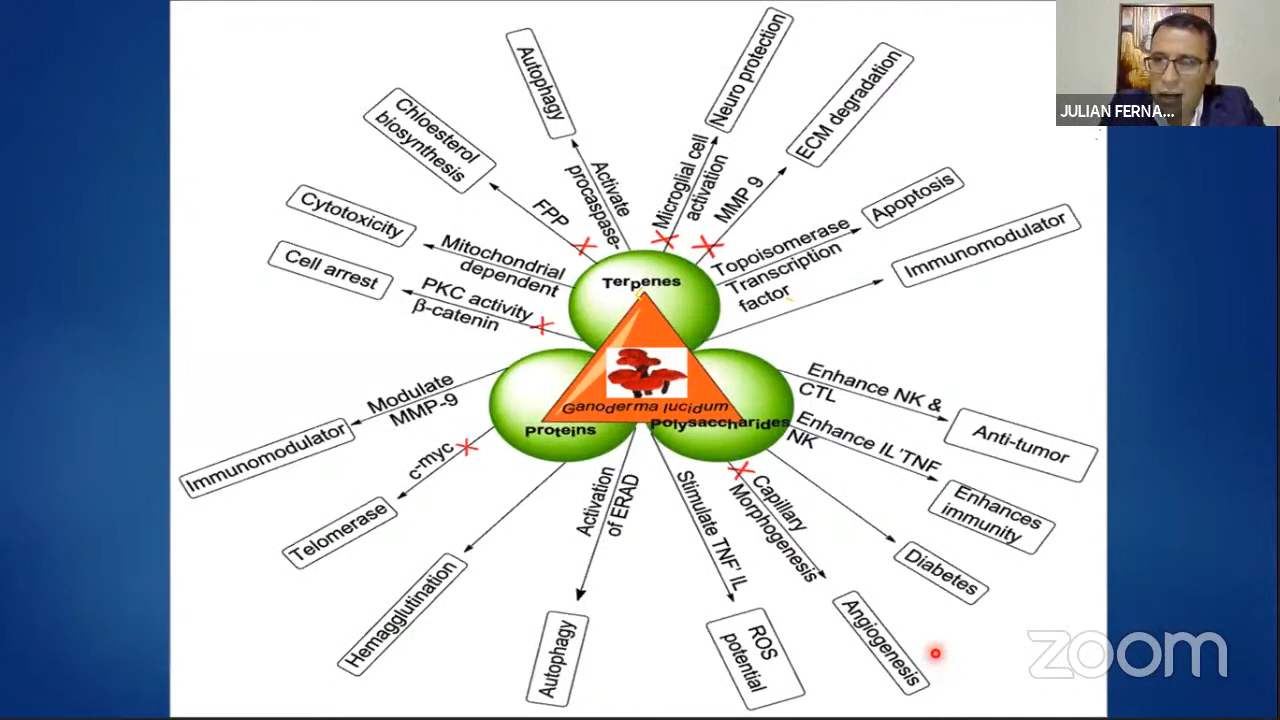 JULIAN FERNA...
Autophagy
Neuro protection
ECM degradation
Chloesterol
biosynthesis
Activate
procaspase-
Microglial cell
activation
MMP 9
FPP
Apoptosis
Cytotoxicity
Mitochondrial
dependent
Topoisomerase
Transcription
factor
Immunomodulator
Cell arrest
PKC activity
β-catenin
Terpenes
Ganoderma lucidum
Proteins
Polysaccharides
Modulate
MMP-9
Immunomodulator
Enhance NK &
CTL
Anti-tumor
Enhance IL 'TNF
NK
Enhances
immunity
c-myc
Telomerase
Hemagglutination
Activation
of ERAD
Autophagy
Stimulate TNF' IL
ROS
potential
Capillary
Morphogenesis
Angiogenesis
Diabetes
zoom